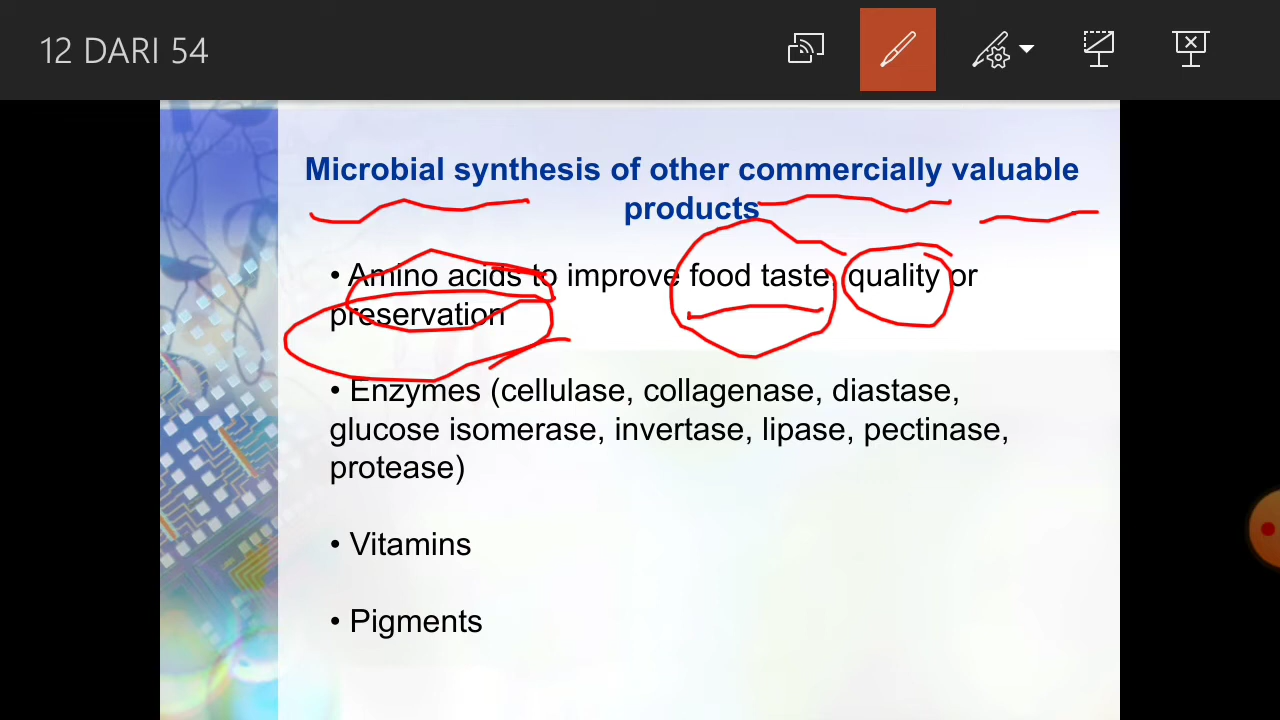 12 DARI 54
Microbial synthesis of other commercially valuable
products
• Amino acids to improve food taste, quality or
preservation
• Enzymes (cellulase, collagenase, diastase,
glucose isomerase, invertase, lipase, pectinase,
protease)
• Vitamins
• Pigments